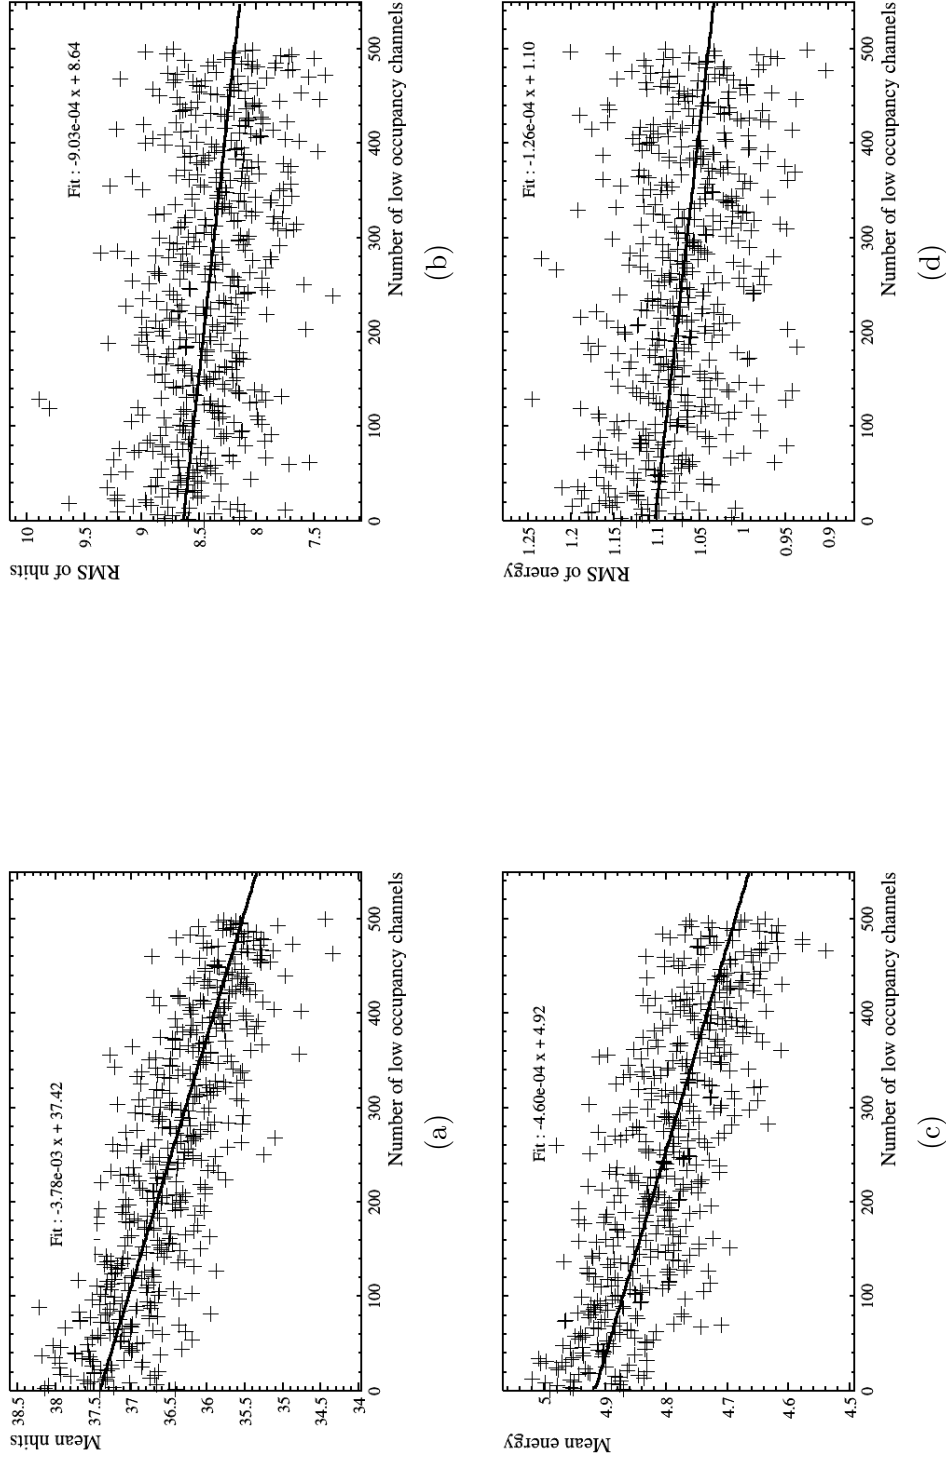 Mean nhits
38.5
38
37.5
37
36.5
36
35.5
35
34.5
34
Fit : -3.78e-03 x + 37.42
0 100 200 300 400 500
Number of low occupancy channels
(a)
RMS of nhits
10
9.5
9
8.5
8
7.5
Fit : -9.03e-04 x + 8.64
0 100 200 300 400 500
Number of low occupancy channels
(b)
Mean energy
5
4.9
4.8
4.7
4.6
4.5
Fit : -4.60e-04 x + 4.92
0 100 200 300 400 500
Number of low occupancy channels
(c)
RMS of energy
1.25
1.2
1.15
1.1
1.05
1
0.95
0.9
Fit : -1.26e-04 x + 1.10
0 100 200 300 400 500
Number of low occupancy channels
(d)